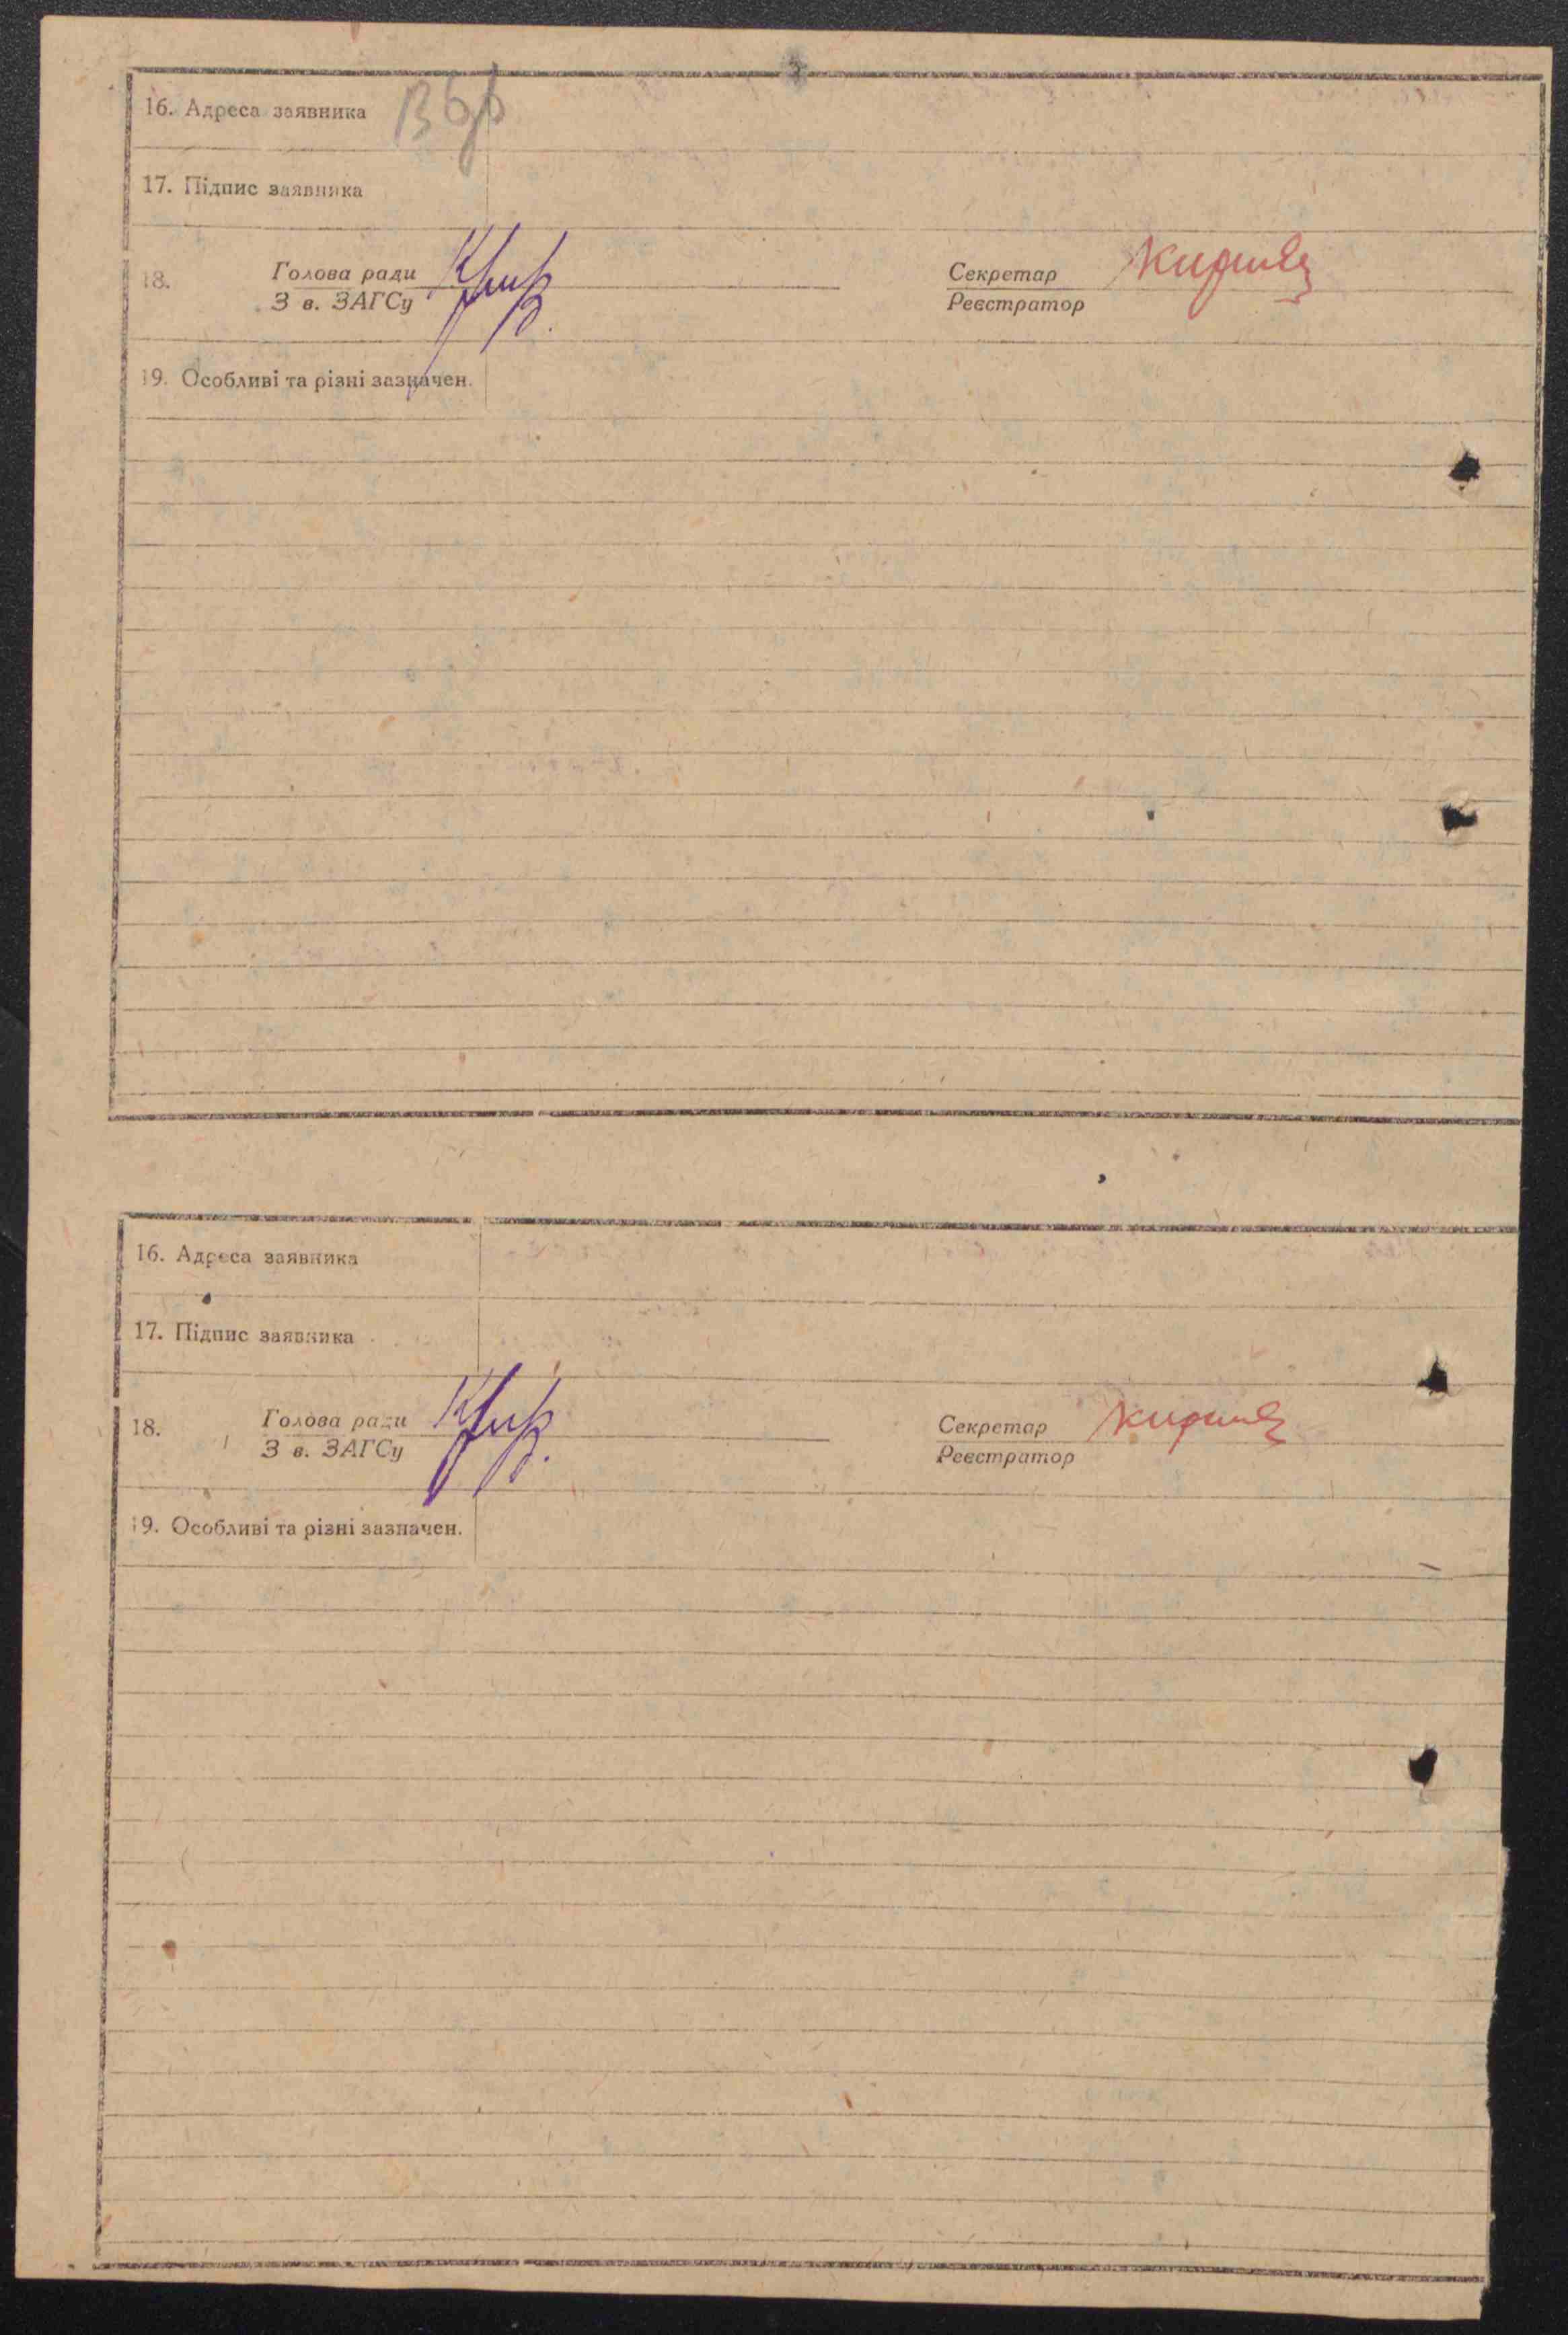 16. Адреса заявника
17. Підпис заявника
18. Голова ради Секретар
З в. ЗАГСу Реєстратор
19. Особливі та різні зазначен.
16. Адреса заявника
17. Підпис заявника
18. Голова ради Секретар
З в. ЗАГСу Реєстратор
19. Особливі та різні зазначен.